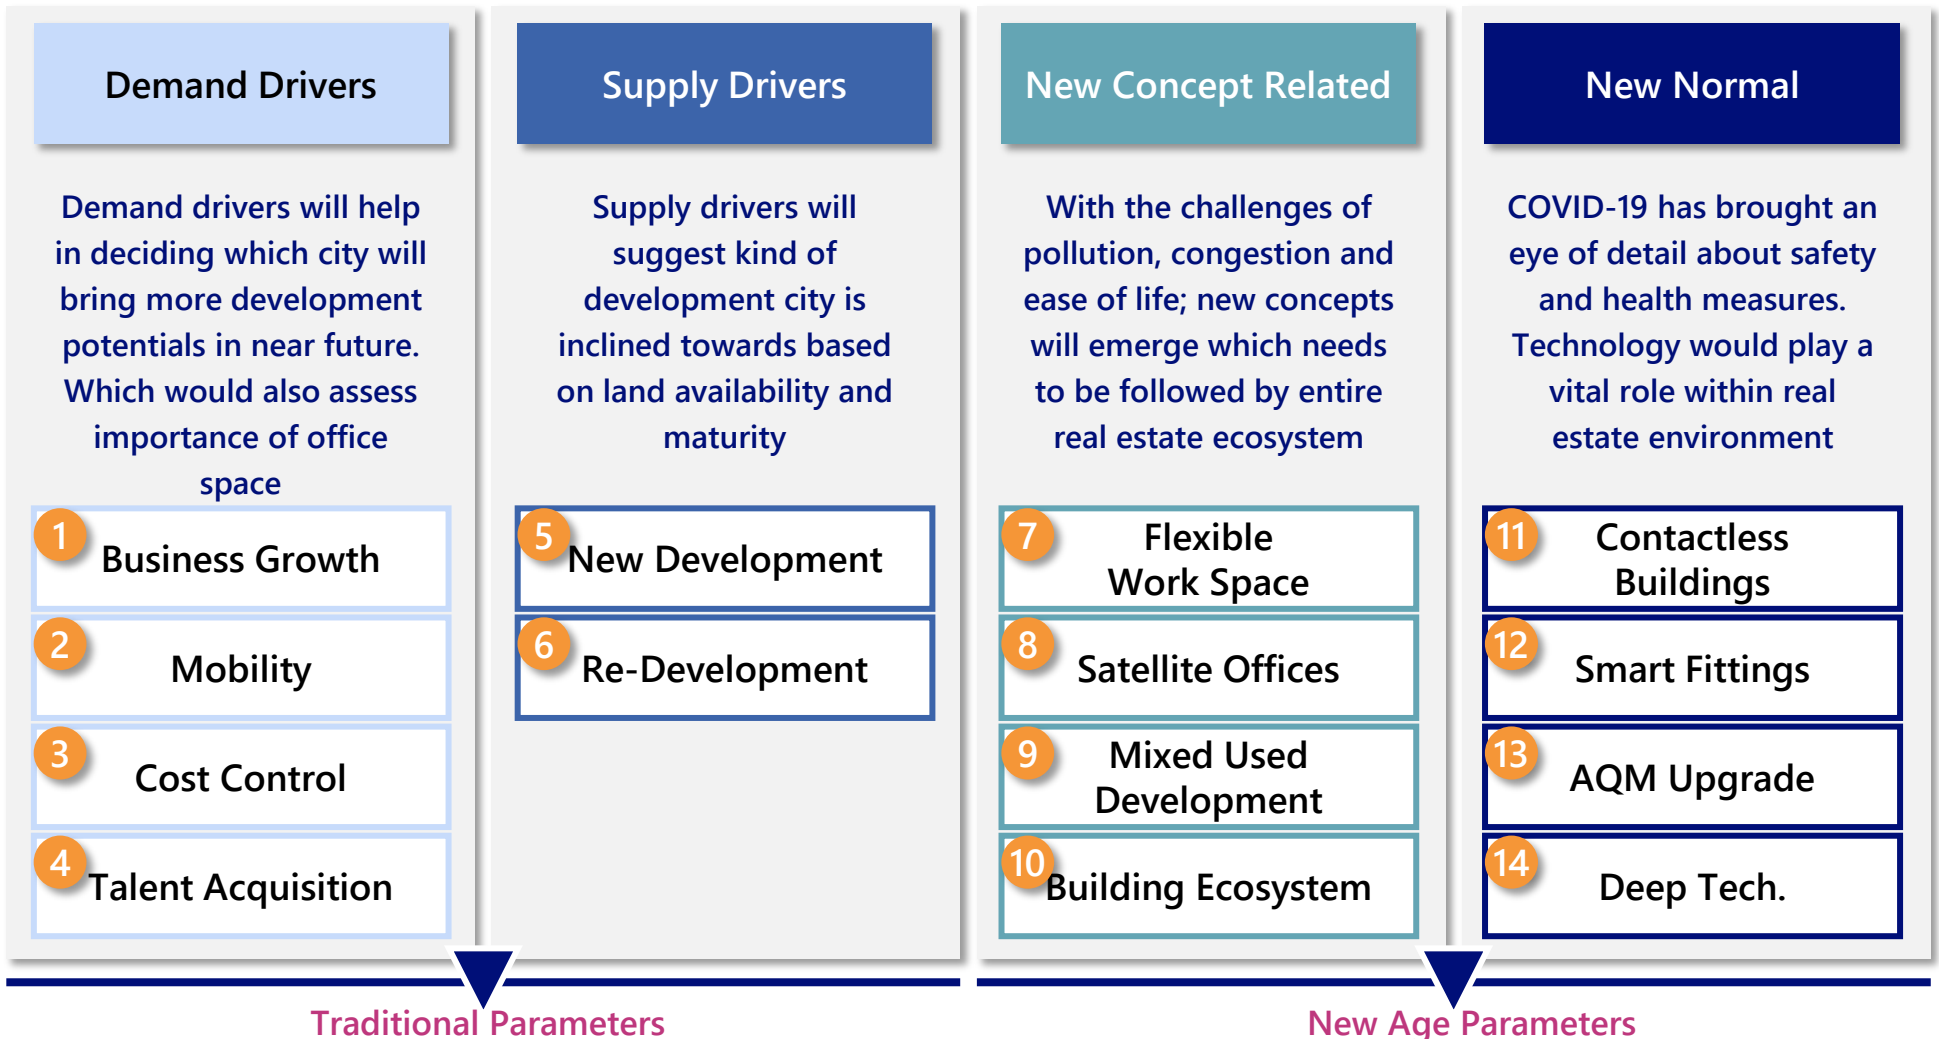 Demand Drivers
Demand drivers will help
in deciding which city will
bring more development
potentials in near future.
Which would also assess
importance of office
space
1
Business Growth
2
Mobility
3
Cost Control
4
Talent Acquisition
Supply Drivers
Supply drivers will
suggest kind of
development city is
inclined towards based
on land availability and
maturity
5
New Development
6
Re-Development
Traditional Parameters
New Concept Related
With the challenges of
pollution, congestion and
ease of life; new concepts
will emerge which needs
to be followed by entire
real estate ecosystem
7
Flexible
Work Space
8
Satellite Offices
9
Mixed Used
Development
10
Building Ecosystem
New Normal
COVID-19 has brought an
eye of detail about safety
and health measures.
Technology would play a
vital role within real
estate environment
11
Contactless
Buildings
12
Smart Fittings
13
AQM Upgrade
14
Deep Tech.
New Age Parameters